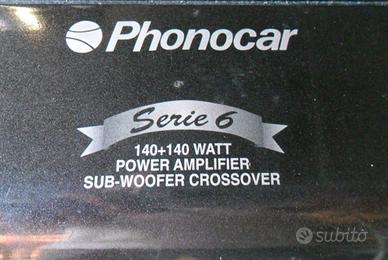 Phonocar
Serie 6
140+140 WATT
POWER AMPLIFIER
SUB-WOOFER CROSSOVER
subito